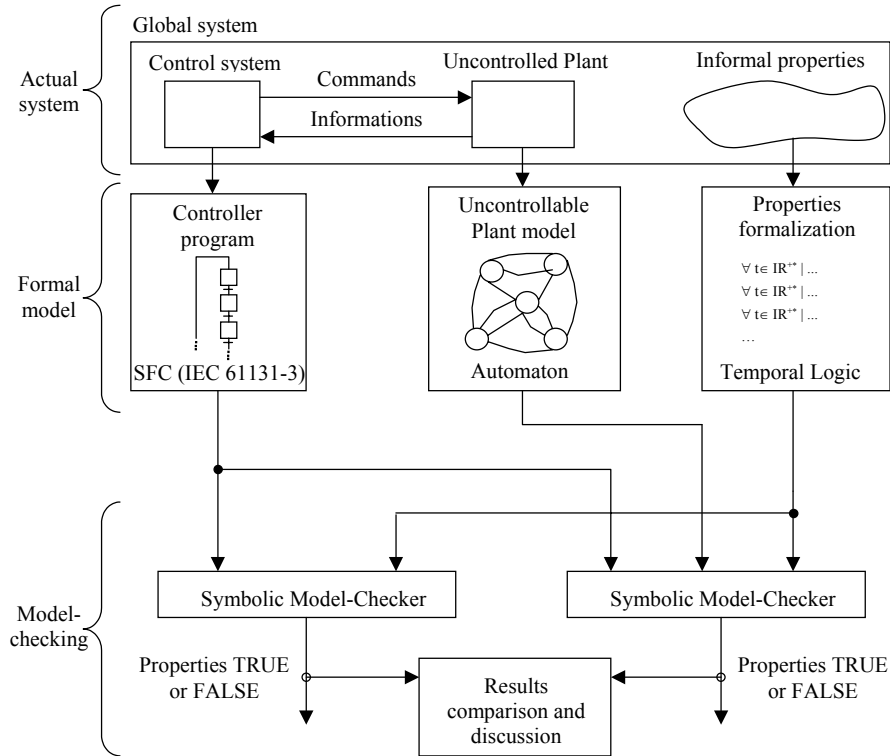 Global system
Actual
system
Control system
Uncontrolled Plant
Informal properties
Commands
Informations
Formal
model
Controller
program
SFC (IEC 61131-3)
Uncontrollable
Plant model
Automaton
Properties
formalization
∀ t∈ IR⁺* | ...
∀ t∈ IR⁺* | ...
∀ t∈ IR⁺* | ...
…
Temporal Logic
Model-
checking
Symbolic Model-Checker
Symbolic Model-Checker
Properties TRUE
or FALSE
Results
comparison and
discussion
Properties TRUE
or FALSE